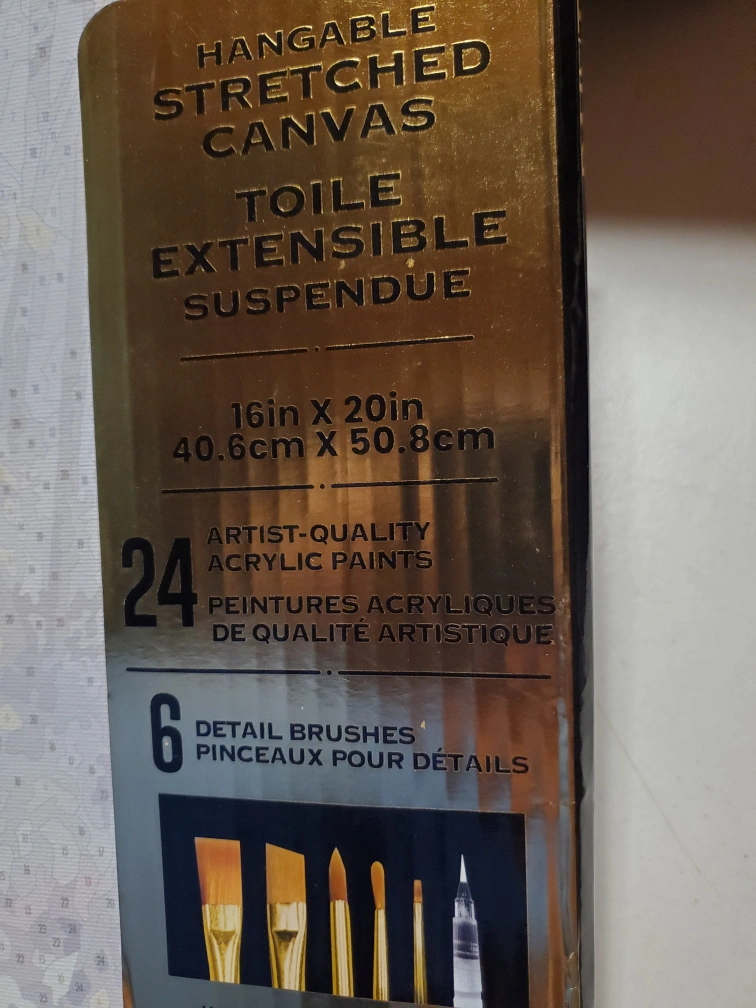 HANGABLE
STRETCHED
CANVAS
TOILE
EXTENSIBLE
SUSPENDUE
16in X 20in
40.6cm X 50.8cm
24
ARTIST-QUALITY
ACRYLIC PAINTS
PEINTURES ACRYLIQUES
DE QUALITÉ ARTISTIQUE
6
DETAIL BRUSHES
PINCEAUX POUR DÉTAILS